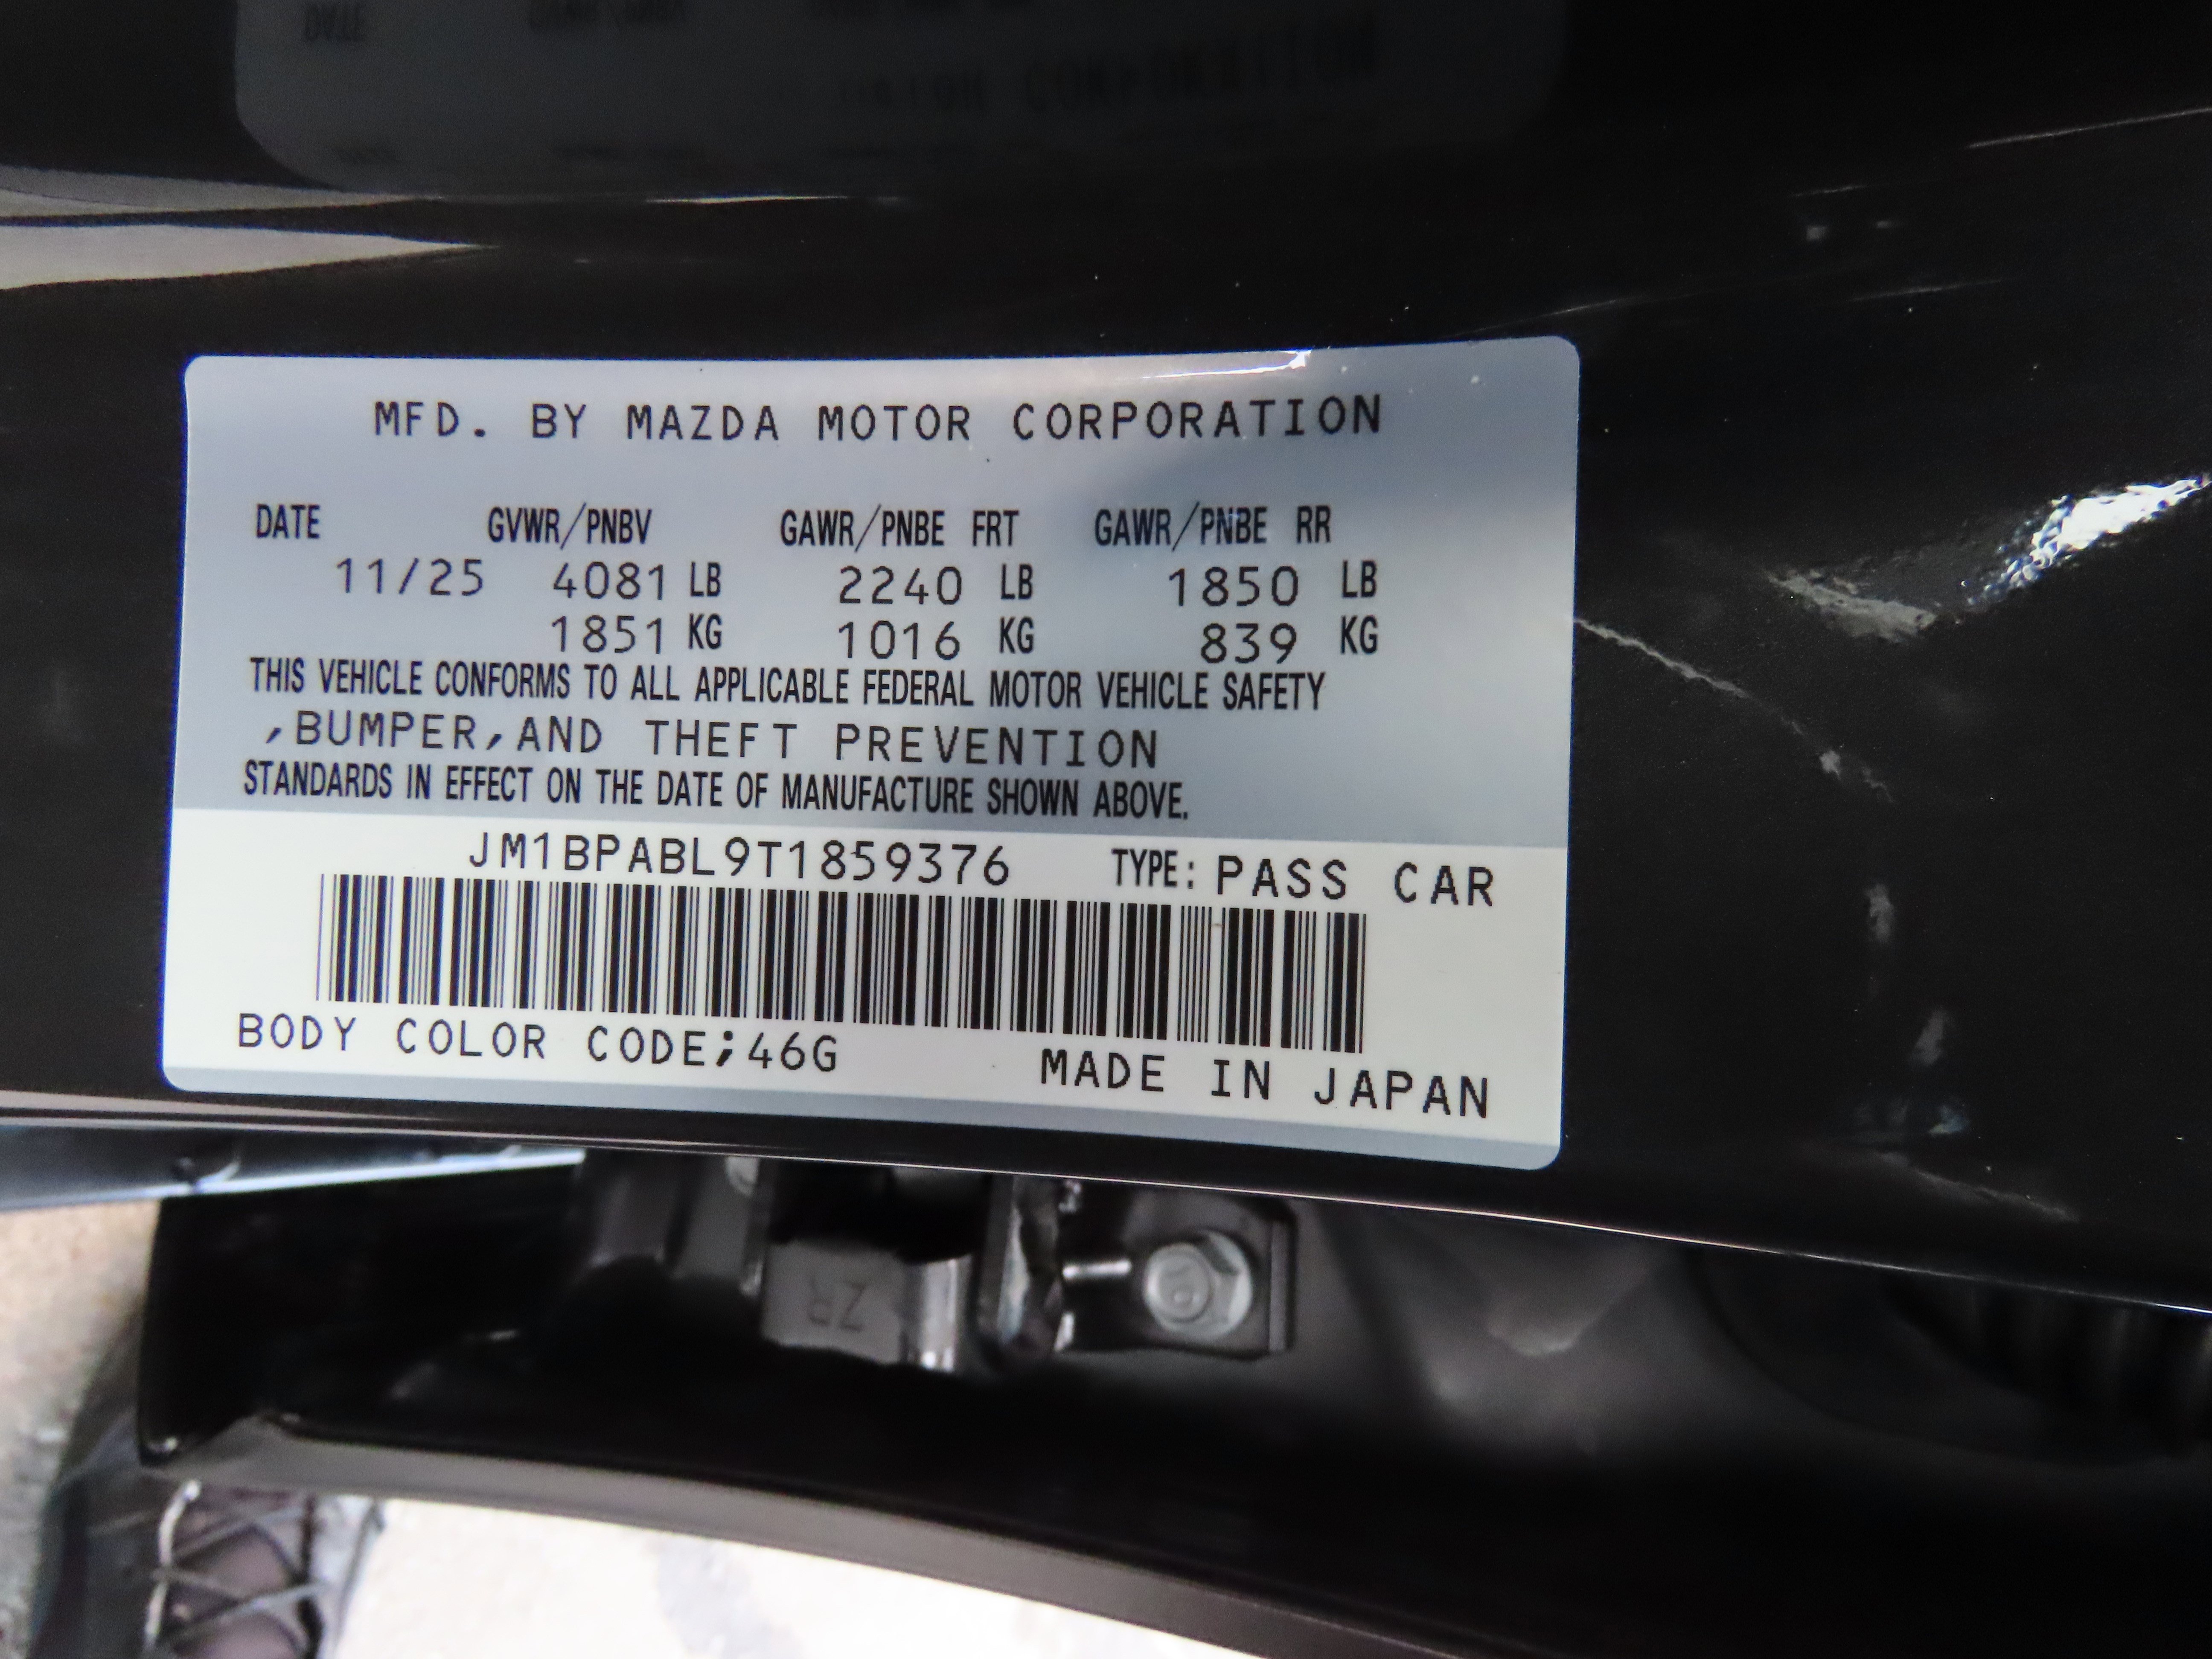 MFD. BY MAZDA MOTOR CORPORATION
DATE GVWR/PNBV GAWR/PNBE FRT GAWR/PNBE RR
11/25 4081 LB 2240 LB 1850 LB
1851 KG 1016 KG 839 KG
THIS VEHICLE CONFORMS TO ALL APPLICABLE FEDERAL MOTOR VEHICLE SAFETY
,BUMPER,AND THEFT PREVENTION
STANDARDS IN EFFECT ON THE DATE OF MANUFACTURE SHOWN ABOVE.
JM1BPABL9T1859376 TYPE: PASS CAR
BODY COLOR CODE;46G MADE IN JAPAN
ZR
10